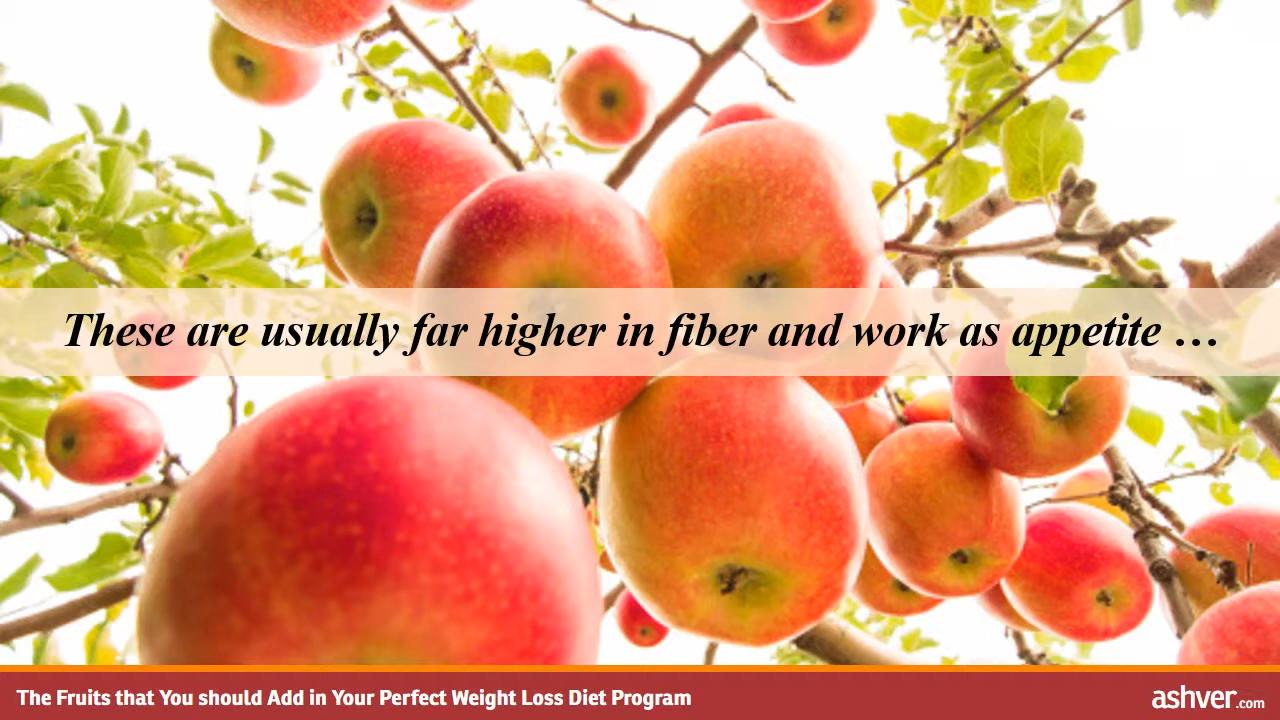 These are usually far higher in fiber and work as appetite …
The Fruits that You should Add in Your Perfect Weight Loss Diet Program
ashver.com